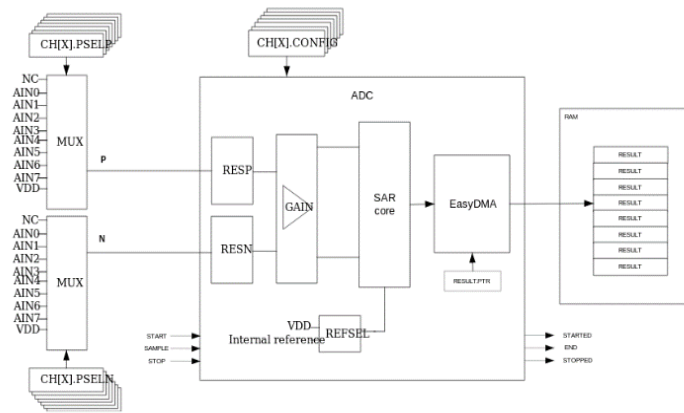 CH[X].PSELP
CH[X].CONFIG
NC
AIN0
AIN1
AIN2
AIN3
AIN4
AIN5
AIN6
AIN7
VDD
MUX
P
ADC
RESP
GAIN
SAR
core
EasyDMA
RESULT.PTR
RAM
RESULT
RESULT
RESULT
RESULT
RESULT
RESULT
RESULT
RESULT
NC
AIN0
AIN1
AIN2
AIN3
AIN4
AIN5
AIN6
AIN7
VDD
MUX
N
RESN
VDD
Internal reference
REFSEL
START
SAMPLE
STOP
STARTED
END
STOPPED
CH[X].PSELN